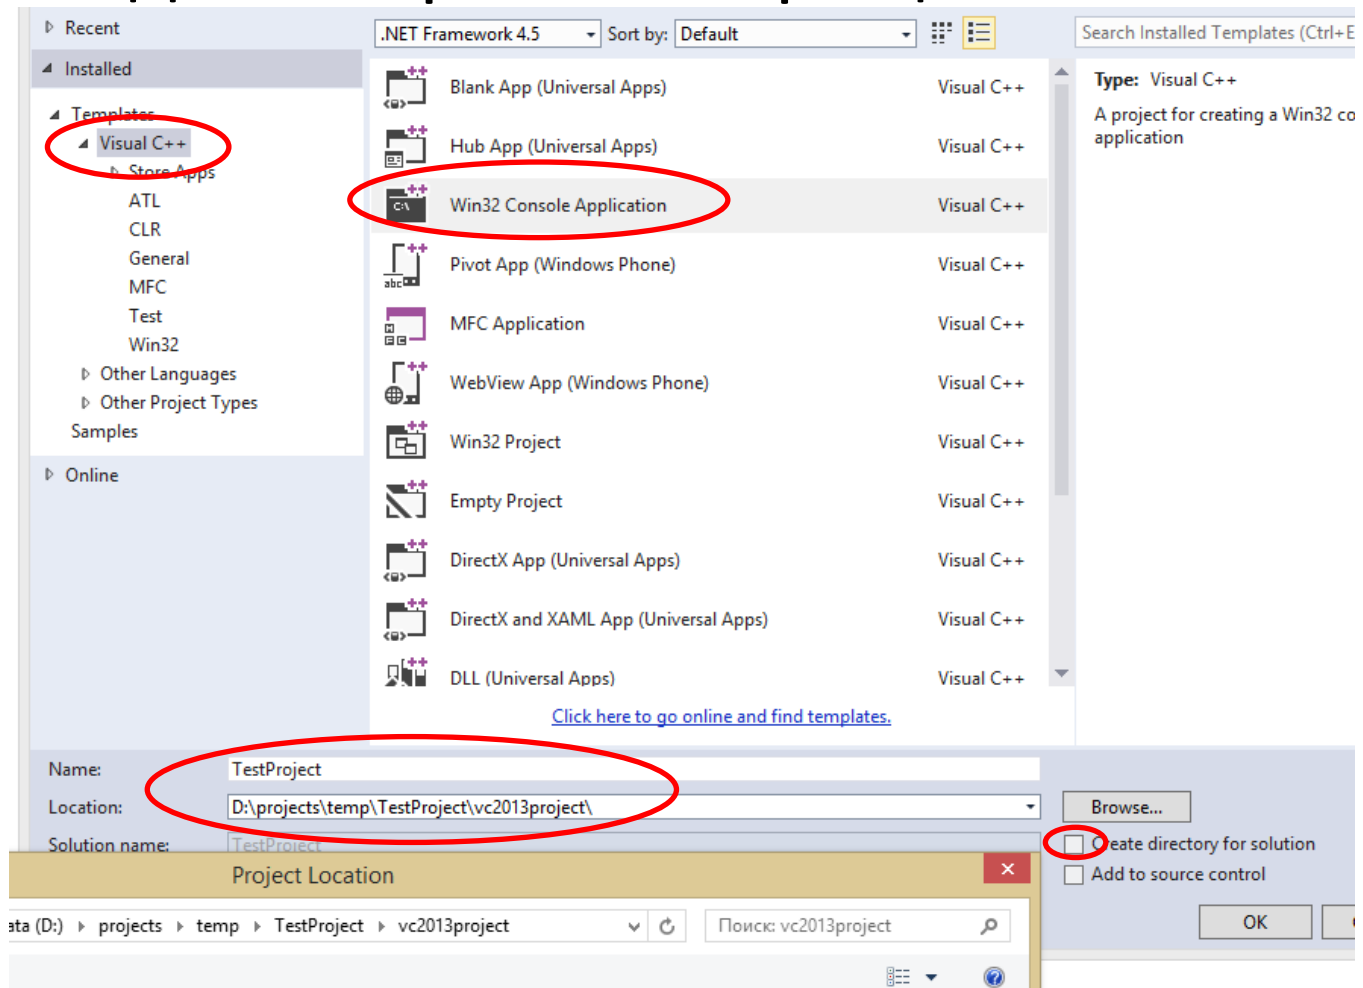 Recent
.NET Framework 4.5 Sort by: Default
Search Installed Templates (Ctrl+E
Installed
Templates
Visual C++
Store Apps
ATL
CLR
General
MFC
Test
Win32
Other Languages
Other Project Types
Samples
Online
Blank App (Universal Apps) Visual C++
Hub App (Universal Apps) Visual C++
Win32 Console Application Visual C++
Pivot App (Windows Phone) Visual C++
MFC Application Visual C++
WebView App (Windows Phone) Visual C++
Win32 Project Visual C++
Empty Project Visual C++
DirectX App (Universal Apps) Visual C++
DirectX and XAML App (Universal Apps) Visual C++
DLL (Universal Apps) Visual C++
Click here to go online and find templates.
Type: Visual C++
A project for creating a Win32 co
application
Name: TestProject
Location: D:\projects\temp\TestProject\vc2013project\
Browse...
Solution name: TestProject
Create directory for solution
Add to source control
OK
Project Location
ata (D:) projects temp TestProject vc2013project
Поиск: vc2013project